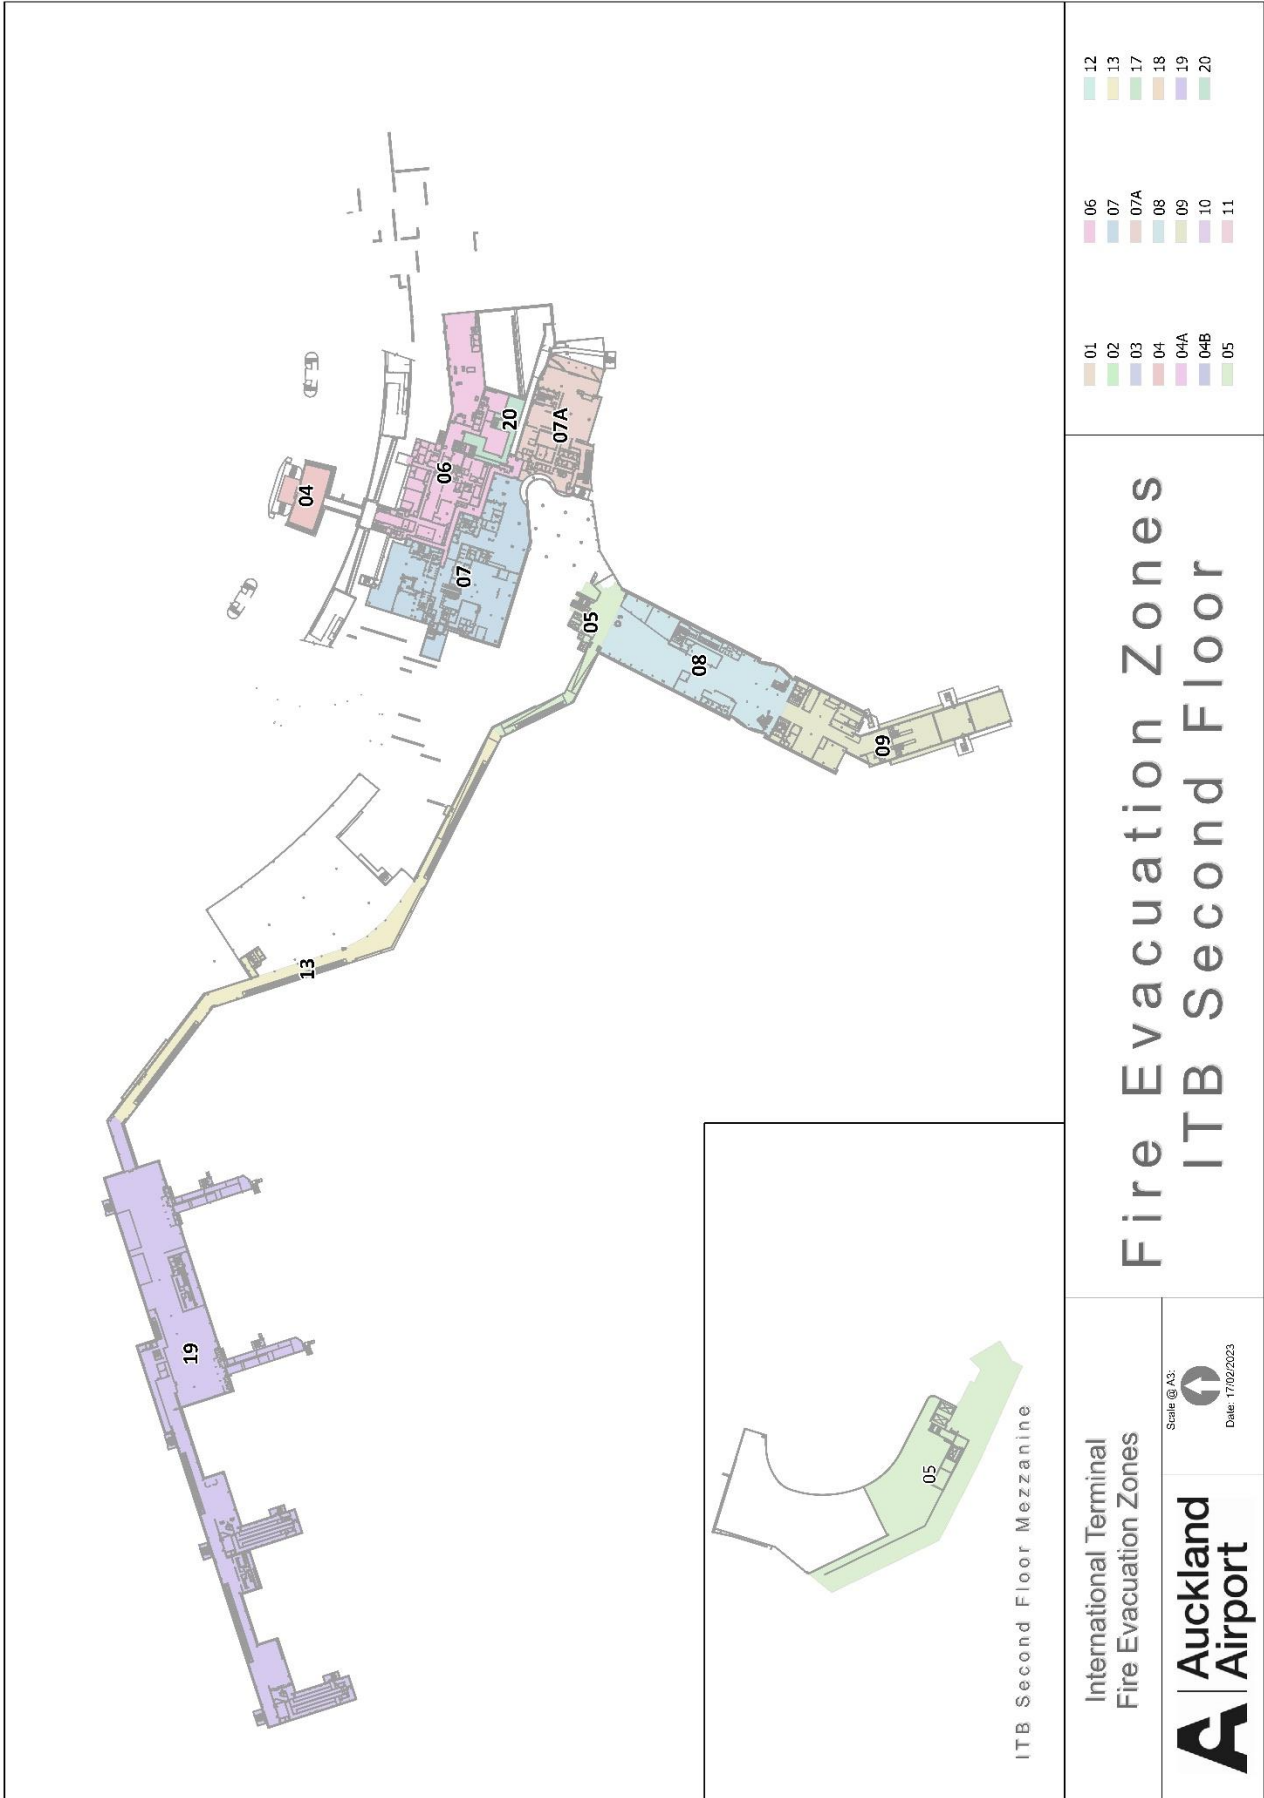 04
06
20
07A
07
05
08
09
13
19
05
ITB Second Floor Mezzanine
International Terminal
Fire Evacuation Zones
Auckland
Airport
Scale @ A3:
Date: 17/02/2023
Fire Evacuation Zones
ITB Second Floor
01
02
03
04
04A
04B
05
06
07
07A
08
09
10
11
12
13
17
18
19
20